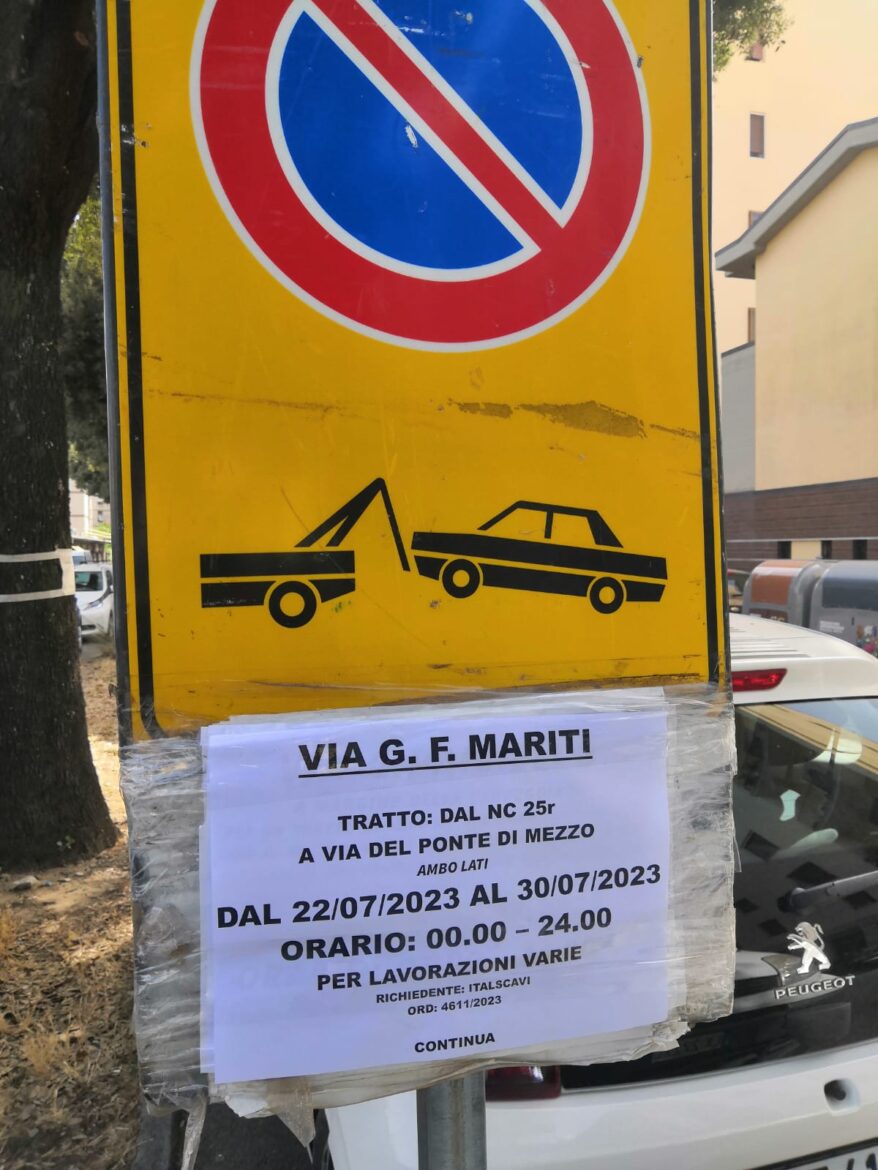 VIA G. F. MARITI
TRATTO: DAL NC 25r
A VIA DEL PONTE DI MEZZO
AMBO LATI
DAL 22/07/2023 AL 30/07/2023
ORARIO: 00.00 – 24.00
PER LAVORAZIONI VARIE
RICHIEDENTE: ITALSCAVI
ORD: 4611/2023
CONTINUA
PEUGEOT